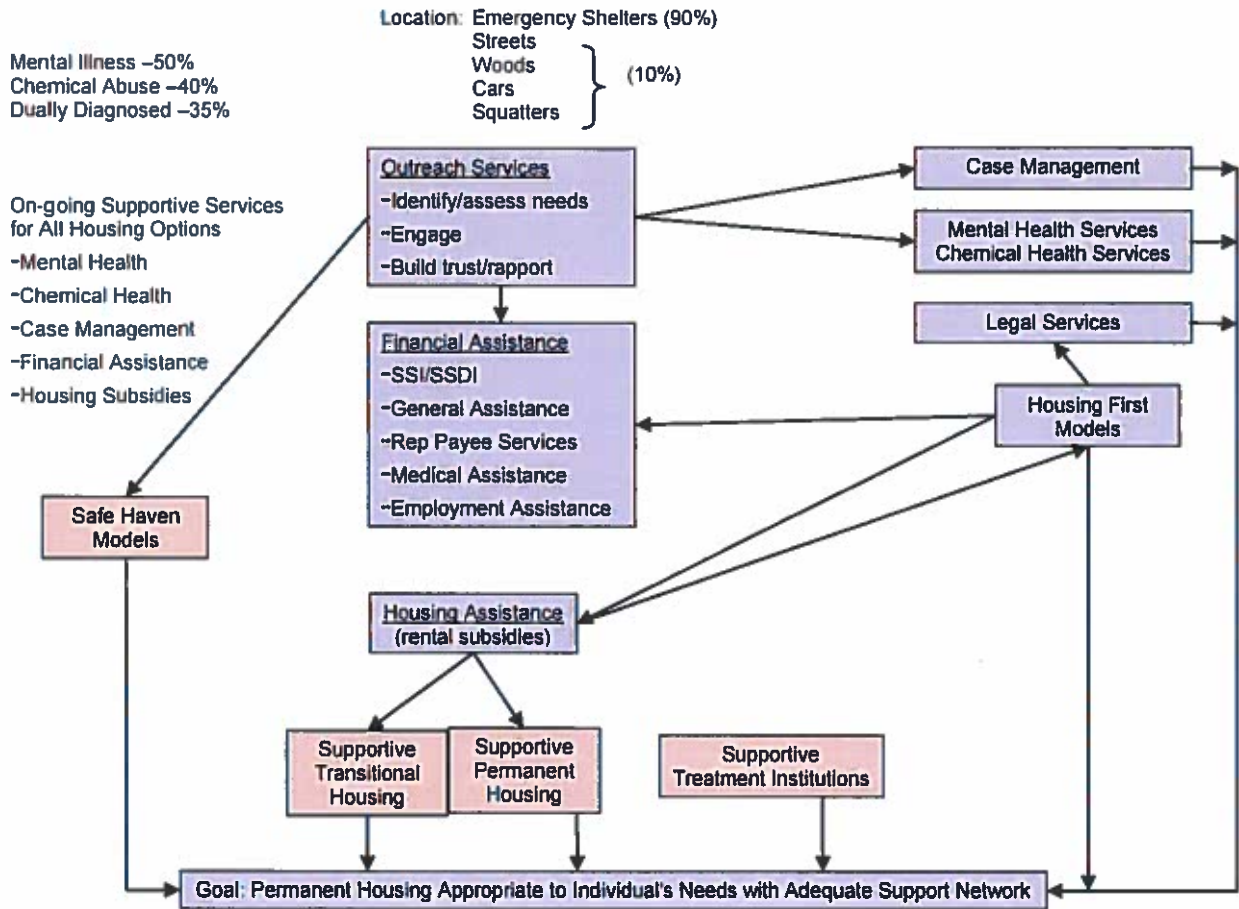 Location: Emergency Shelters (90%)
Streets
Woods
Cars
Squatters
(10%)
Mental Illness –50%
Chemical Abuse –40%
Dually Diagnosed –35%
On-going Supportive Services
for All Housing Options
-Mental Health
-Chemical Health
-Case Management
-Financial Assistance
-Housing Subsidies
Outreach Services
-Identify/assess needs
-Engage
-Build trust/rapport
Case Management
Mental Health Services
Chemical Health Services
Legal Services
Financial Assistance
-SSI/SSDI
-General Assistance
-Rep Payee Services
-Medical Assistance
-Employment Assistance
Housing First
Models
Safe Haven
Models
Housing Assistance
(rental subsidies)
Supportive
Transitional
Housing
Supportive
Permanent
Housing
Supportive
Treatment Institutions
Goal: Permanent Housing Appropriate to Individual's Needs with Adequate Support Network